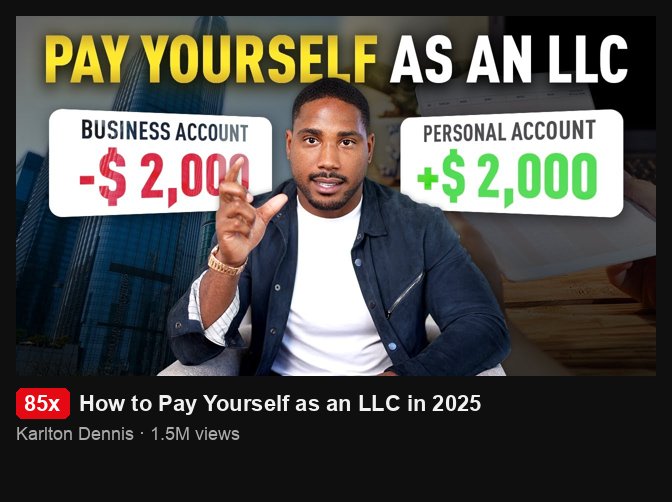 PAY YOURSELF AS AN LLC
BUSINESS ACCOUNT
-$ 2,000
PERSONAL ACCOUNT
+$ 2,000
85x How to Pay Yourself as an LLC in 2025
Karlton Dennis · 1.5M views